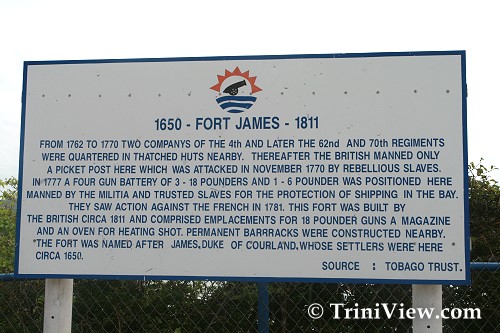 1650 - FORT JAMES - 1811
FROM 1762 TO 1770 TWO COMPANYS OF THE 4th AND LATER THE 62nd AND 70th REGIMENTS
WERE QUARTERED IN THATCHED HUTS NEARBY. THEREAFTER THE BRITISH MANNED ONLY
A PICKET POST HERE WHICH WAS ATTACKED IN NOVEMBER 1770 BY REBELLIOUS SLAVES.
IN 1777 A FOUR GUN BATTERY OF 3 - 18 POUNDERS AND 1 - 6 POUNDER WAS POSITIONED HERE
MANNED BY THE MILITIA AND TRUSTED SLAVES FOR THE PROTECTION OF SHIPPING IN THE BAY.
THEY SAW ACTION AGAINST THE FRENCH IN 1781. THIS FORT WAS BUILT BY
THE BRITISH CIRCA 1811 AND COMPRISED EMPLACEMENTS FOR 18 POUNDER GUNS A MAGAZINE
AND AN OVEN FOR HEATING SHOT. PERMANENT BARRRACKS WERE CONSTRUCTED NEARBY.
THE FORT WAS NAMED AFTER JAMES, DUKE OF COURLAND, WHOSE SETTLERS WERE HERE
CIRCA 1650.
SOURCE : TOBAGO TRUST.
© TriniView.com